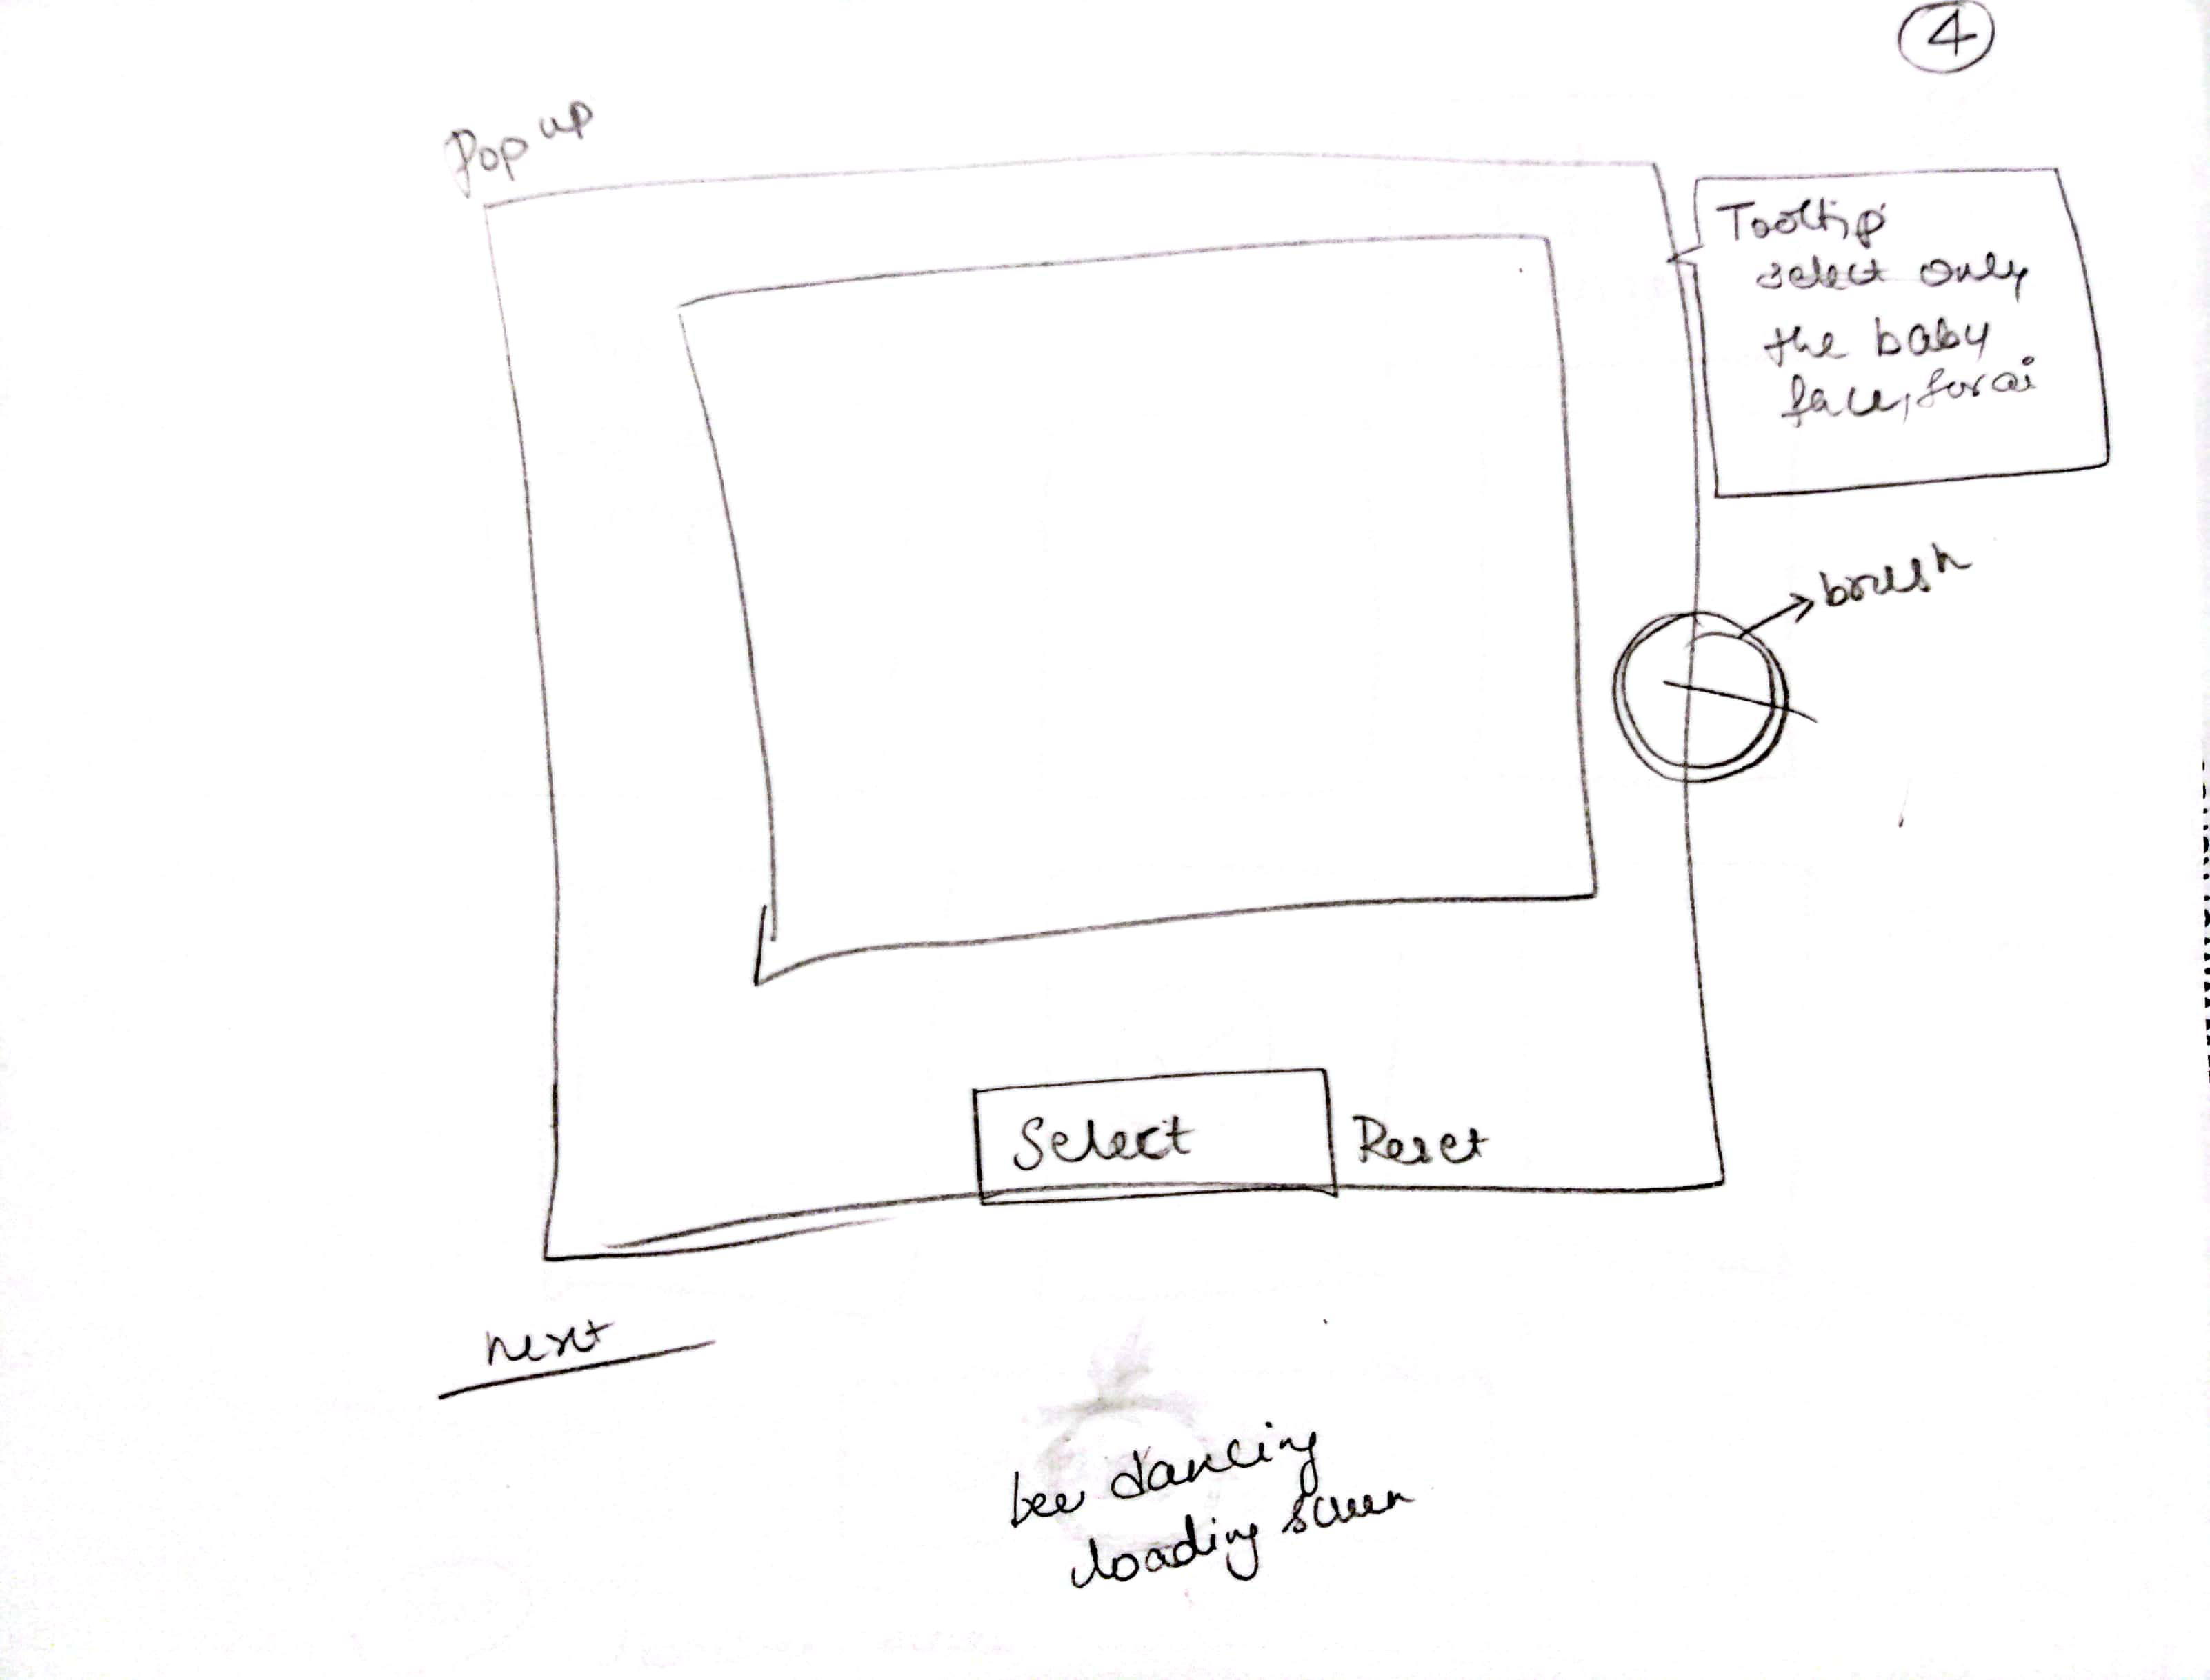 4
Pop up
Tooltip
select only
the baby
face, for ai
brush
Select
Reset
next
bee dancing
loading screen